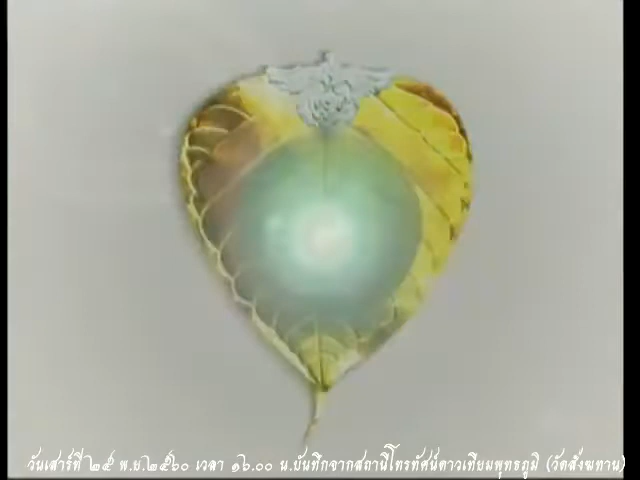 วันเสาร์ที่ ๒๕ พ.ย.๒๕๖๐ เวลา ๑๖.๐๐ น.บันทึกจากสถานีโทรทัศน์ดาวเทียมพุทธภูมิ (วัดสังฆทาน)